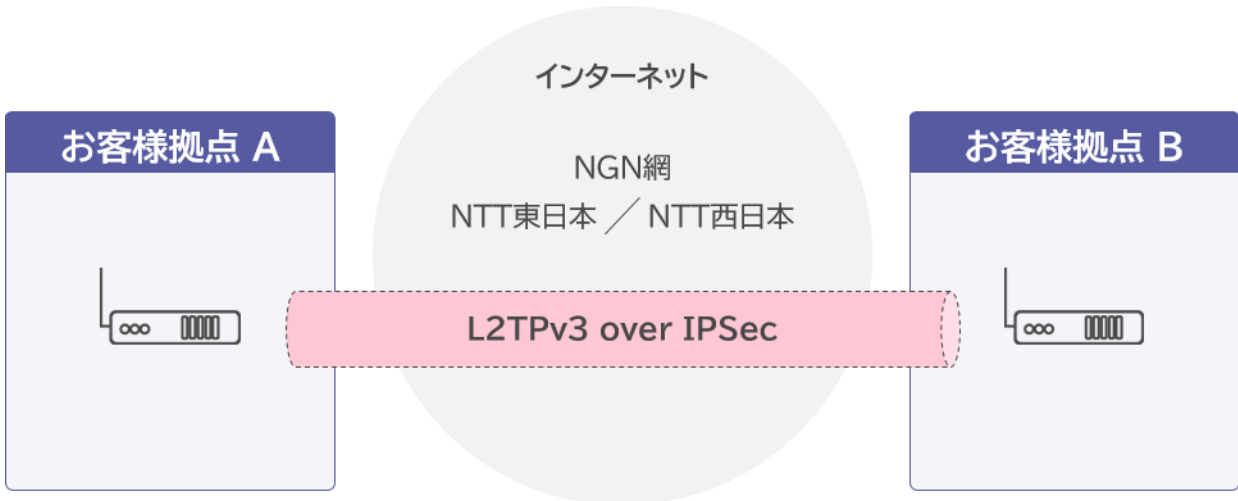 インターネット
お客様拠点 A
お客様拠点 B
NGN網
NTT東日本 ／ NTT西日本
L2TPv3 over IPSec